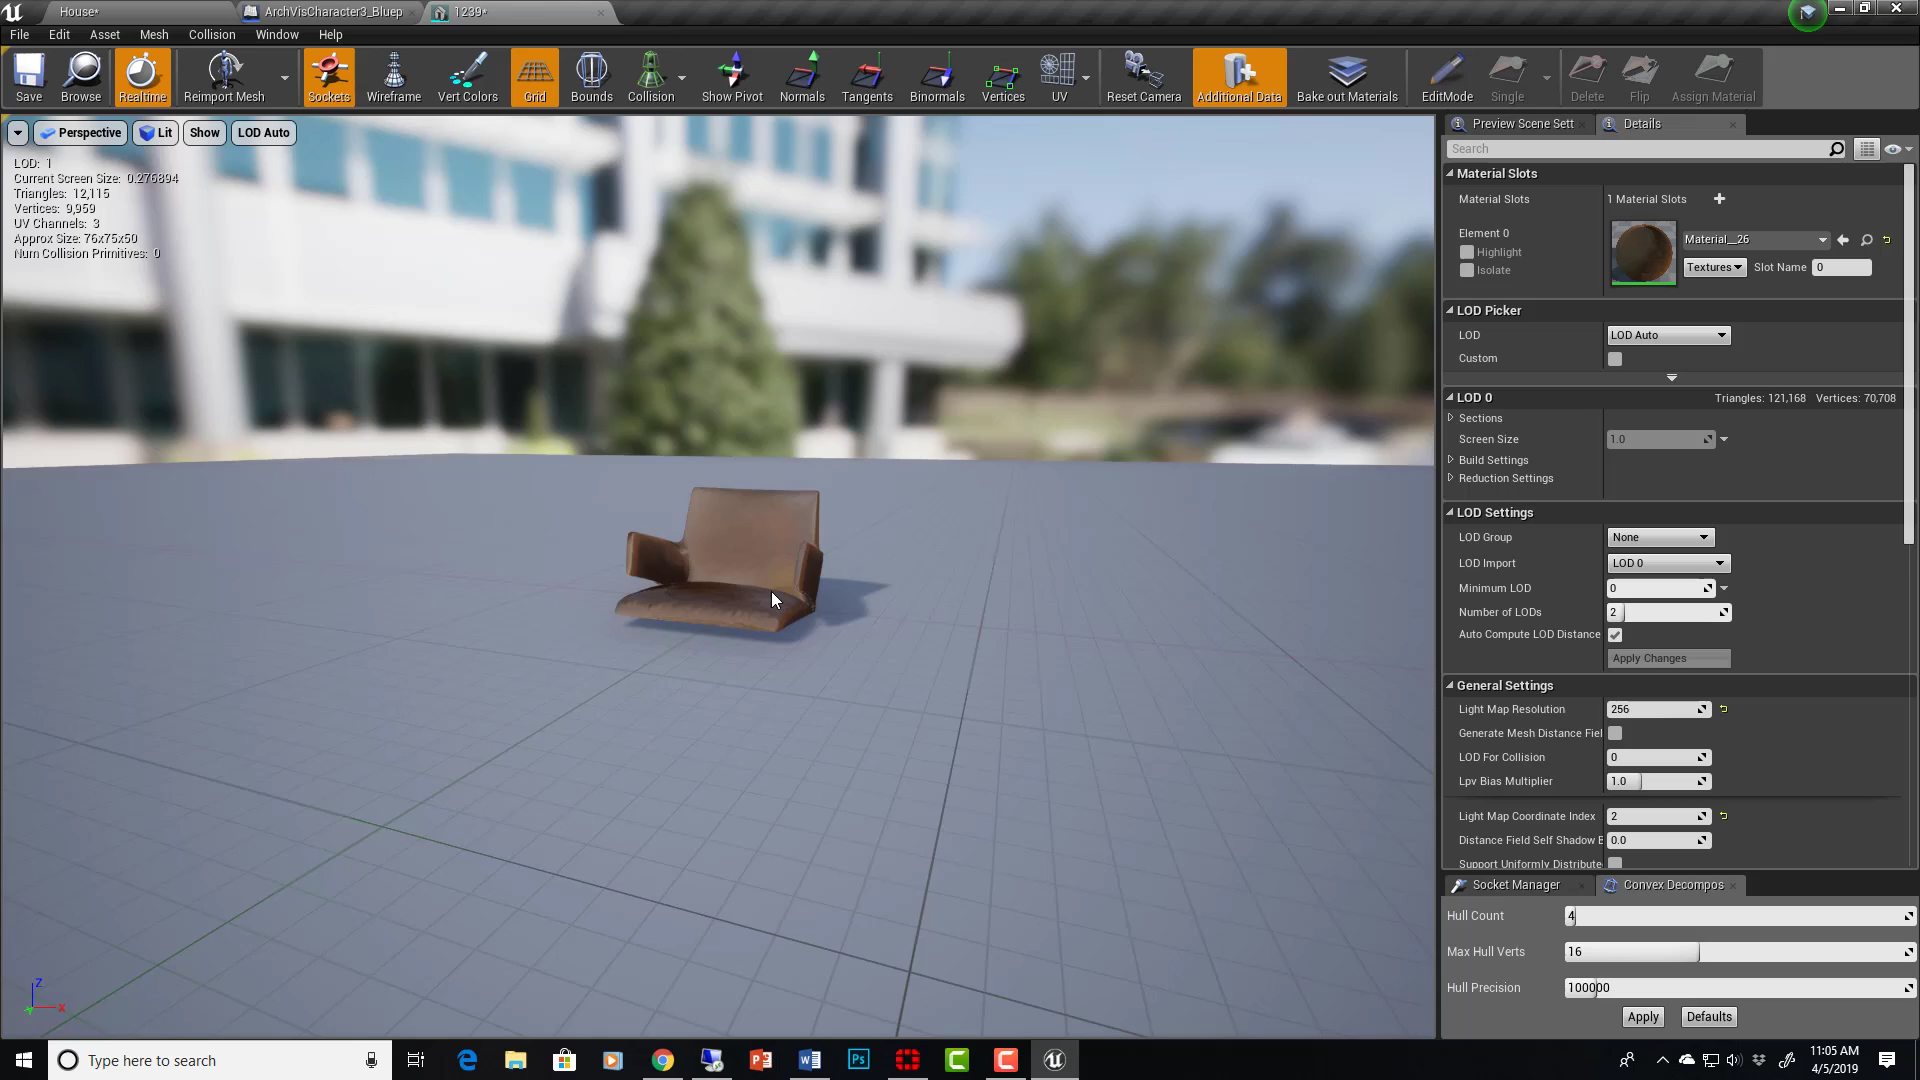 House*
ArchVisCharacter3_Bluep
1239*
File Edit Asset Mesh Collision Window Help
Save Browse Realtime Reimport Mesh Sockets Wireframe Vert Colors Grid Bounds Collision Show Pivot Normals Tangents Binormals Vertices UV Reset Camera Additional Data Bake out Materials EditMode Single Delete Flip Assign Material
Perspective Lit Show LOD Auto
LOD: 1
Current Screen Size: 0.276894
Triangles: 12,115
Vertices: 9,959
UV Channels: 3
Approx Size: 76x75x50
Num Collision Primitives: 0
Z
X
Y
Preview Scene Sett Details
Search
Material Slots
Material Slots 1 Material Slots
Element 0
Highlight
Isolate
Material__26
Textures Slot Name 0
LOD Picker
LOD LOD Auto
Custom
LOD 0 Triangles: 121,168 Vertices: 70,708
Sections
Screen Size 1.0
Build Settings
Reduction Settings
LOD Settings
LOD Group None
LOD Import LOD 0
Minimum LOD 0
Number of LODs 2
Auto Compute LOD Distance
Apply Changes
General Settings
Light Map Resolution 256
Generate Mesh Distance Fiel
LOD For Collision 0
Lpv Bias Multiplier 1.0
Light Map Coordinate Index 2
Distance Field Self Shadow B 0.0
Support Uniformly Distribute
Socket Manager Convex Decompos
Hull Count 4
Max Hull Verts 16
Hull Precision 100000
Apply Defaults
Type here to search
11:05 AM
4/5/2019